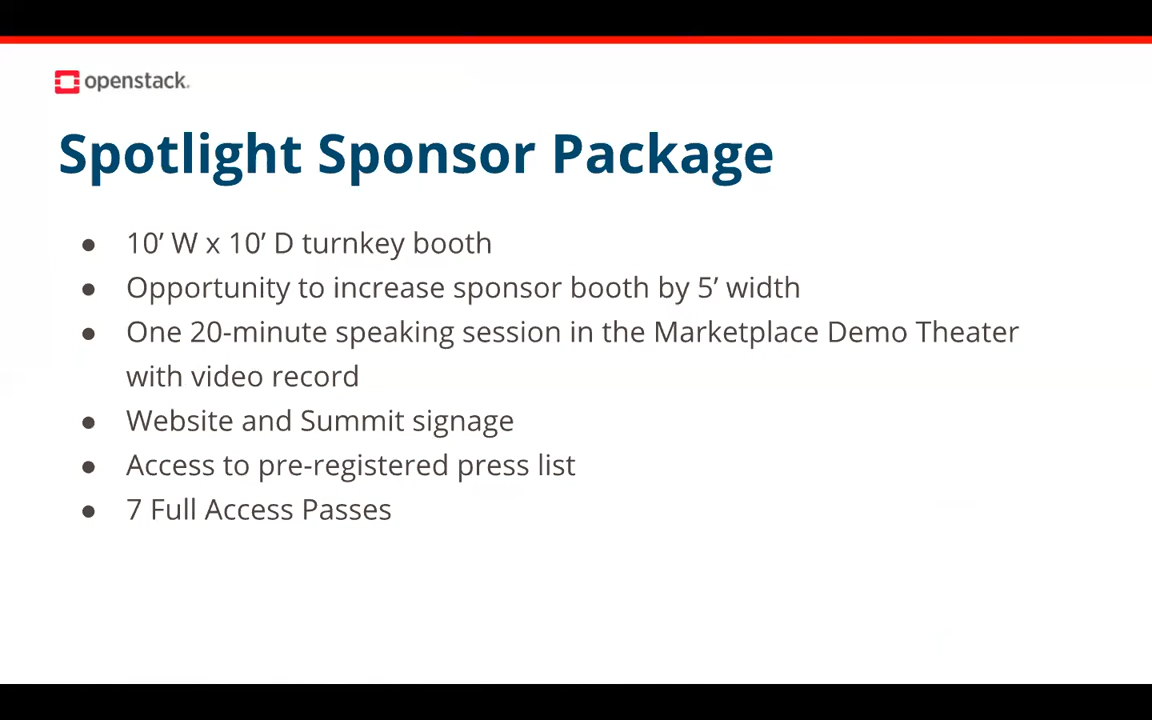 openstack.
Spotlight Sponsor Package
● 10’ W x 10’ D turnkey booth
● Opportunity to increase sponsor booth by 5’ width
● One 20-minute speaking session in the Marketplace Demo Theater
with video record
● Website and Summit signage
● Access to pre-registered press list
● 7 Full Access Passes